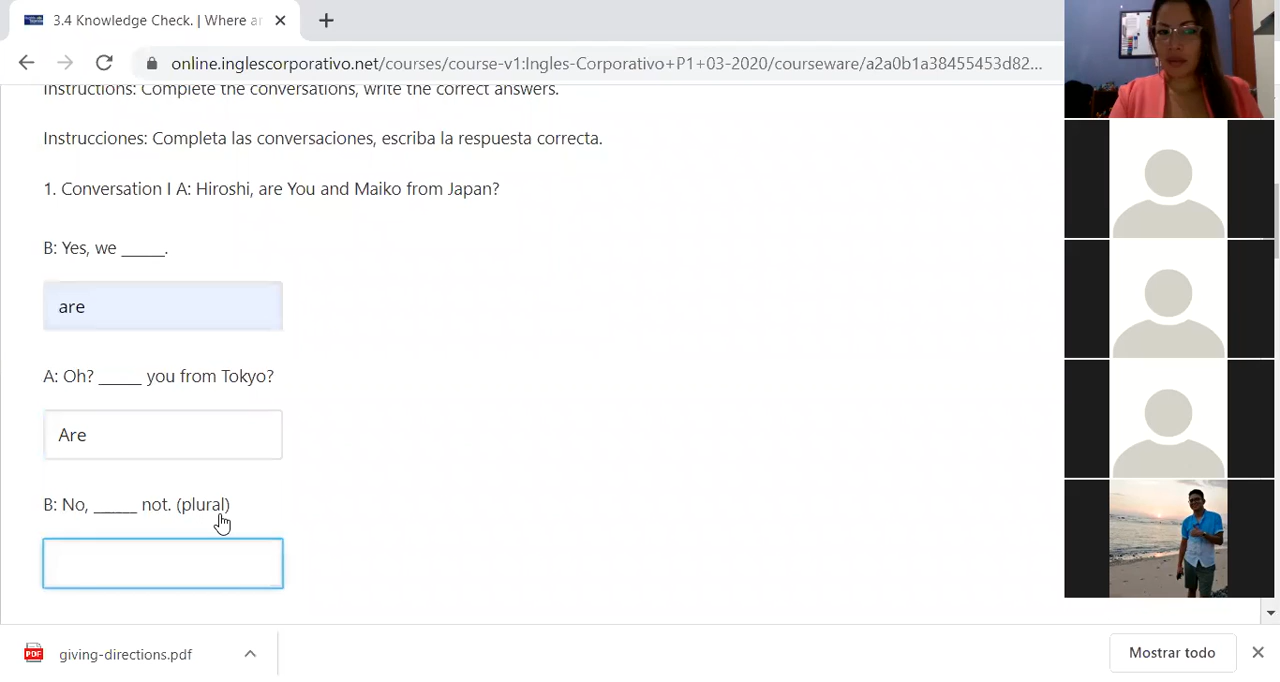 3.4 Knowledge Check. | Where ar
online.inglescorporativo.net/courses/course-v1:Ingles-Corporativo+P1+03-2020/courseware/a2a0b1a38455453d82...
Instructions: Complete the conversations, write the correct answers.
Instrucciones: Completa las conversaciones, escriba la respuesta correcta.
1. Conversation I A: Hiroshi, are You and Maiko from Japan?
B: Yes, we _____.
are
A: Oh? _____ you from Tokyo?
Are
B: No, _____ not. (plural)
PDF giving-directions.pdf
Mostrar todo